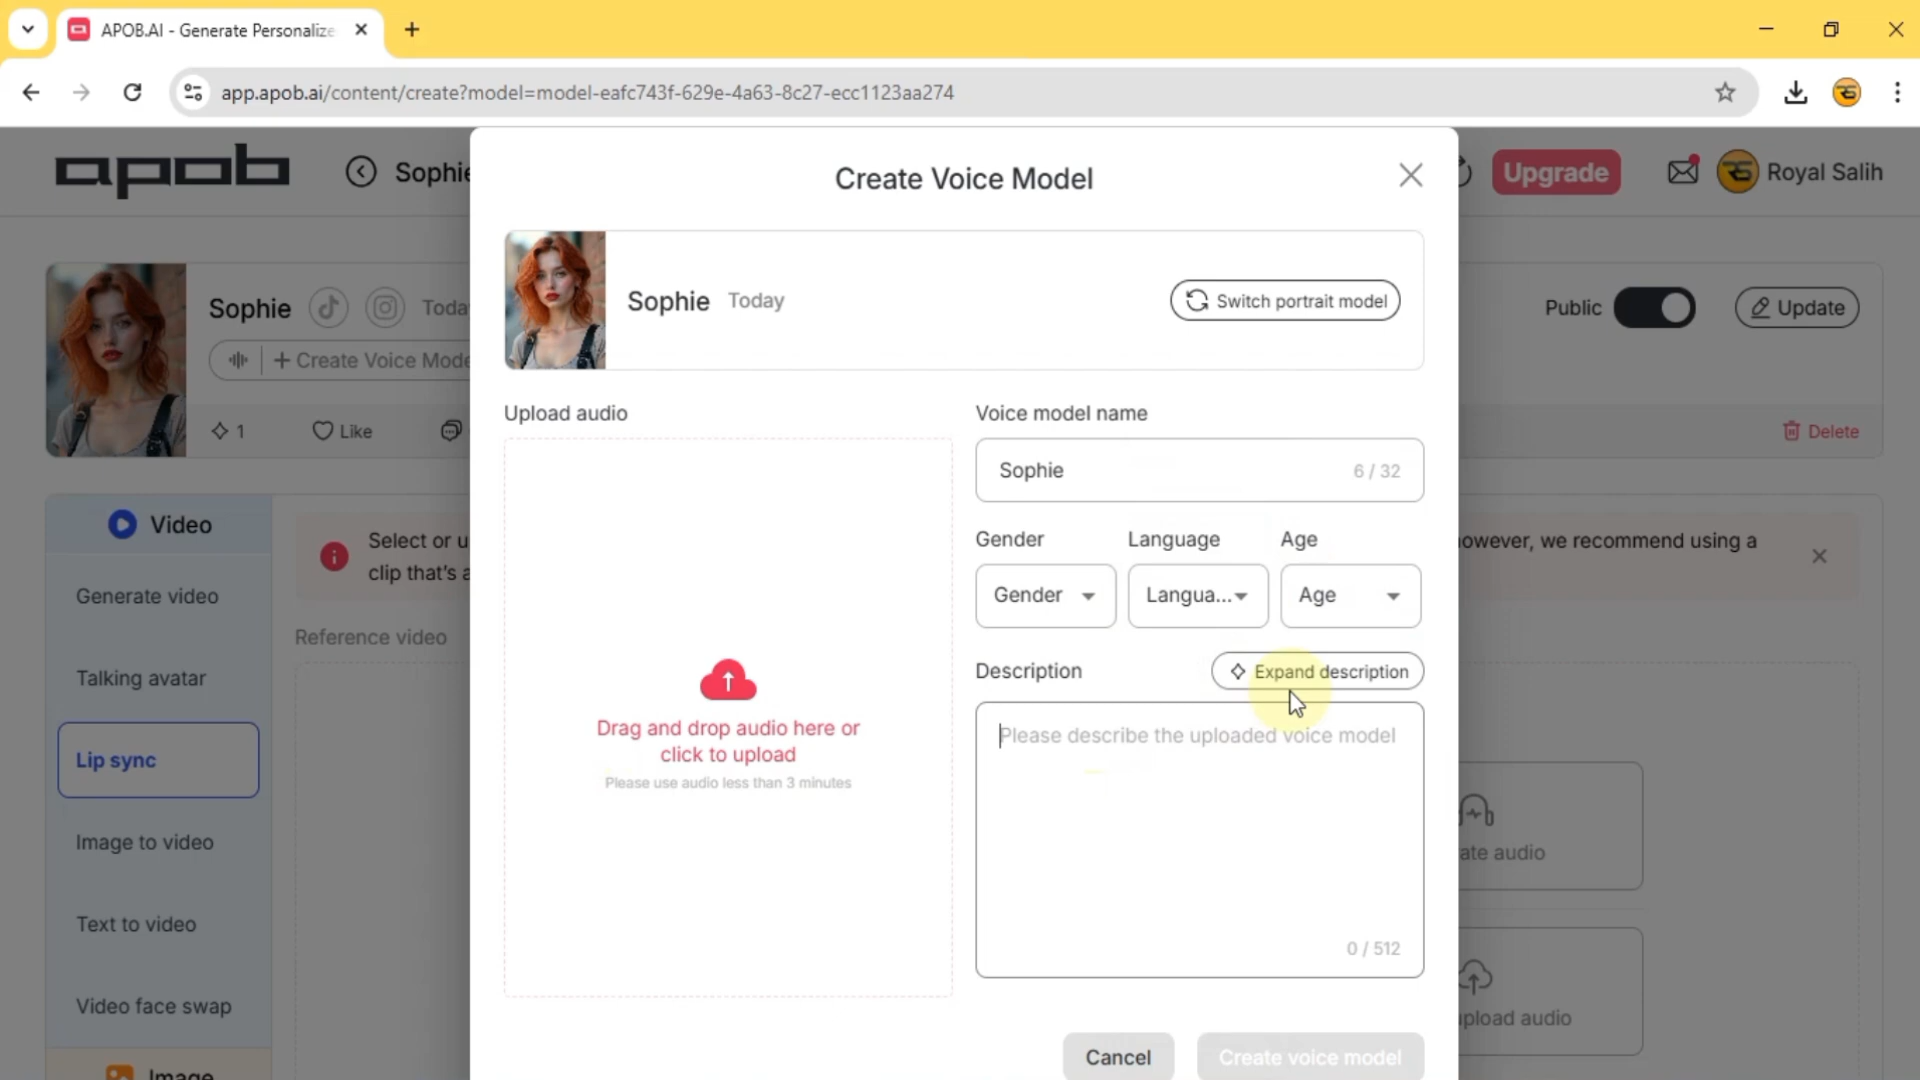 APOB.AI - Generate Personalize
app.apob.ai/content/create?model=model-eafc743f-629e-4a63-8c27-ecc1123aa274
apob
Sophie
Upgrade
Royal Salih
Create Voice Model
Sophie
Today
Switch portrait model
Sophie
Toda
+ Create Voice Mode
1
Like
Public
Update
Delete
Upload audio
Voice model name
Sophie
6 / 32
Gender
Language
Age
Gender
Langua...
Age
Description
Expand description
Please describe the uploaded voice model
0 / 512
Drag and drop audio here or
click to upload
Please use audio less than 3 minutes
Cancel
Create voice model
Video
Generate video
Talking avatar
Lip sync
Image to video
Text to video
Video face swap
Image
Select or u
clip that's a
owever, we recommend using a
Reference video
ate audio
pload audio